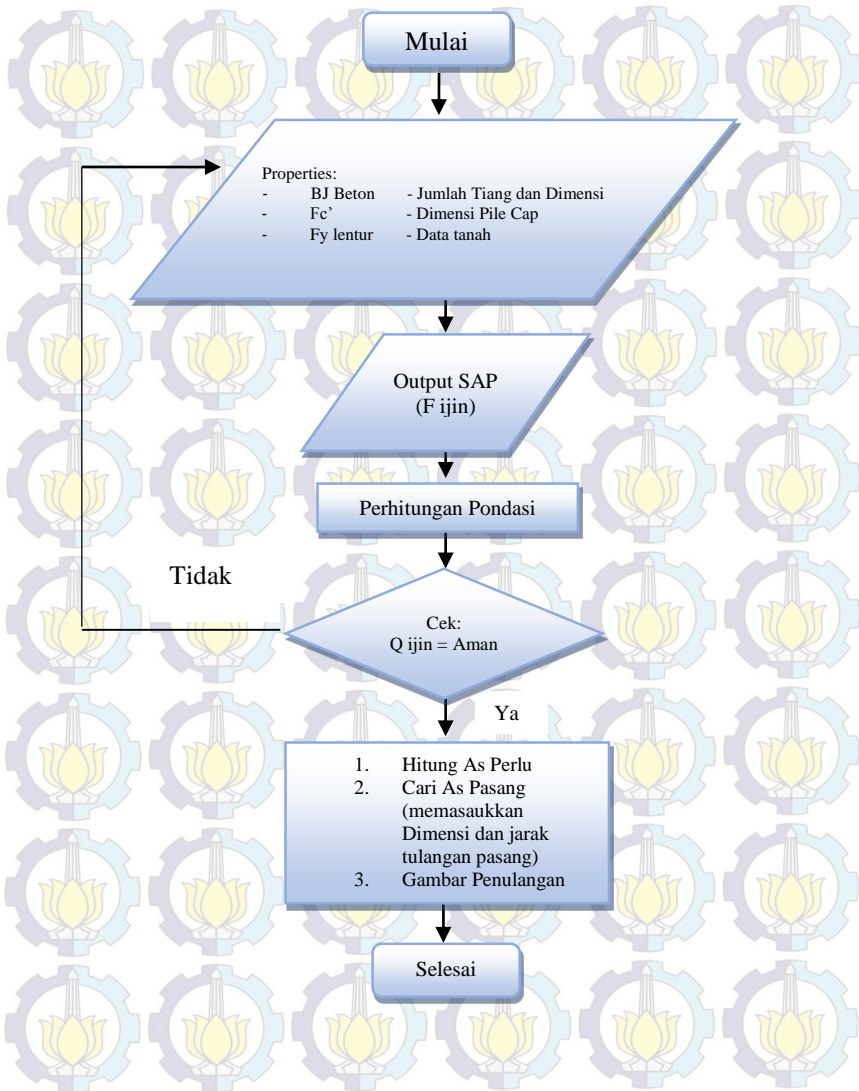 Mulai
Properties:
- BJ Beton - Jumlah Tiang dan Dimensi
- Fc’ - Dimensi Pile Cap
- Fy lentur - Data tanah
Output SAP
(F ijin)
Perhitungan Pondasi
Tidak
Cek:
Q ijin = Aman
Ya
1. Hitung As Perlu
2. Cari As Pasang
(memasaukkan
Dimensi dan jarak
tulangan pasang)
3. Gambar Penulangan
Selesai